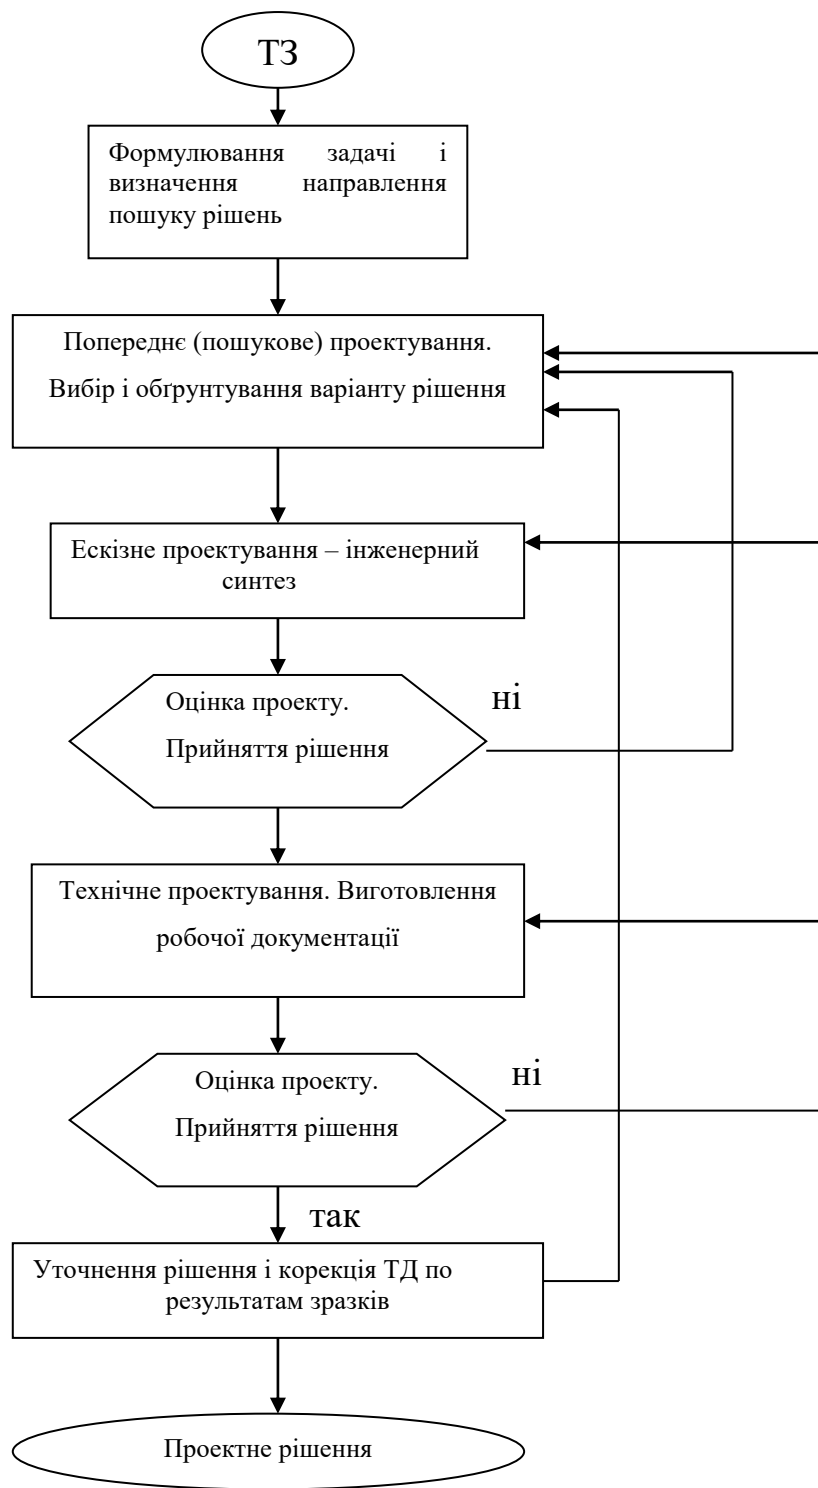 ТЗ
Формулювання задачі і
визначення направлення
пошуку рішень
Попереднє (пошукове) проектування.
Вибір і обґрунтування варіанту рішення
Ескізне проектування – інженерний
синтез
Оцінка проекту.
Прийняття рішення
ні
Технічне проектування. Виготовлення
робочої документації
Оцінка проекту.
Прийняття рішення
ні
так
Уточнення рішення і корекція ТД по
результатам зразків
Проектне рішення